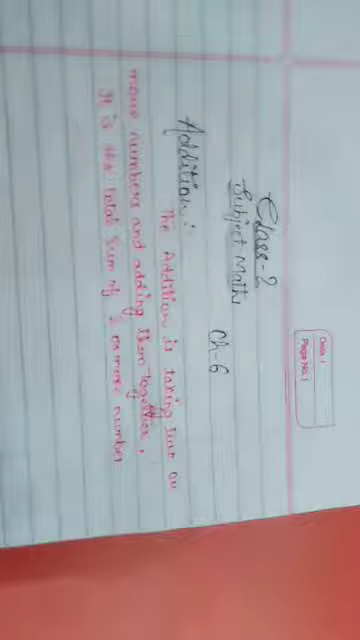 Date :
Page No. :
Class-2
Subject Maths
Ch-6
Addition :
The Addition is taking two or
more numbers and adding them together,
It is the total sum of 2 or more number